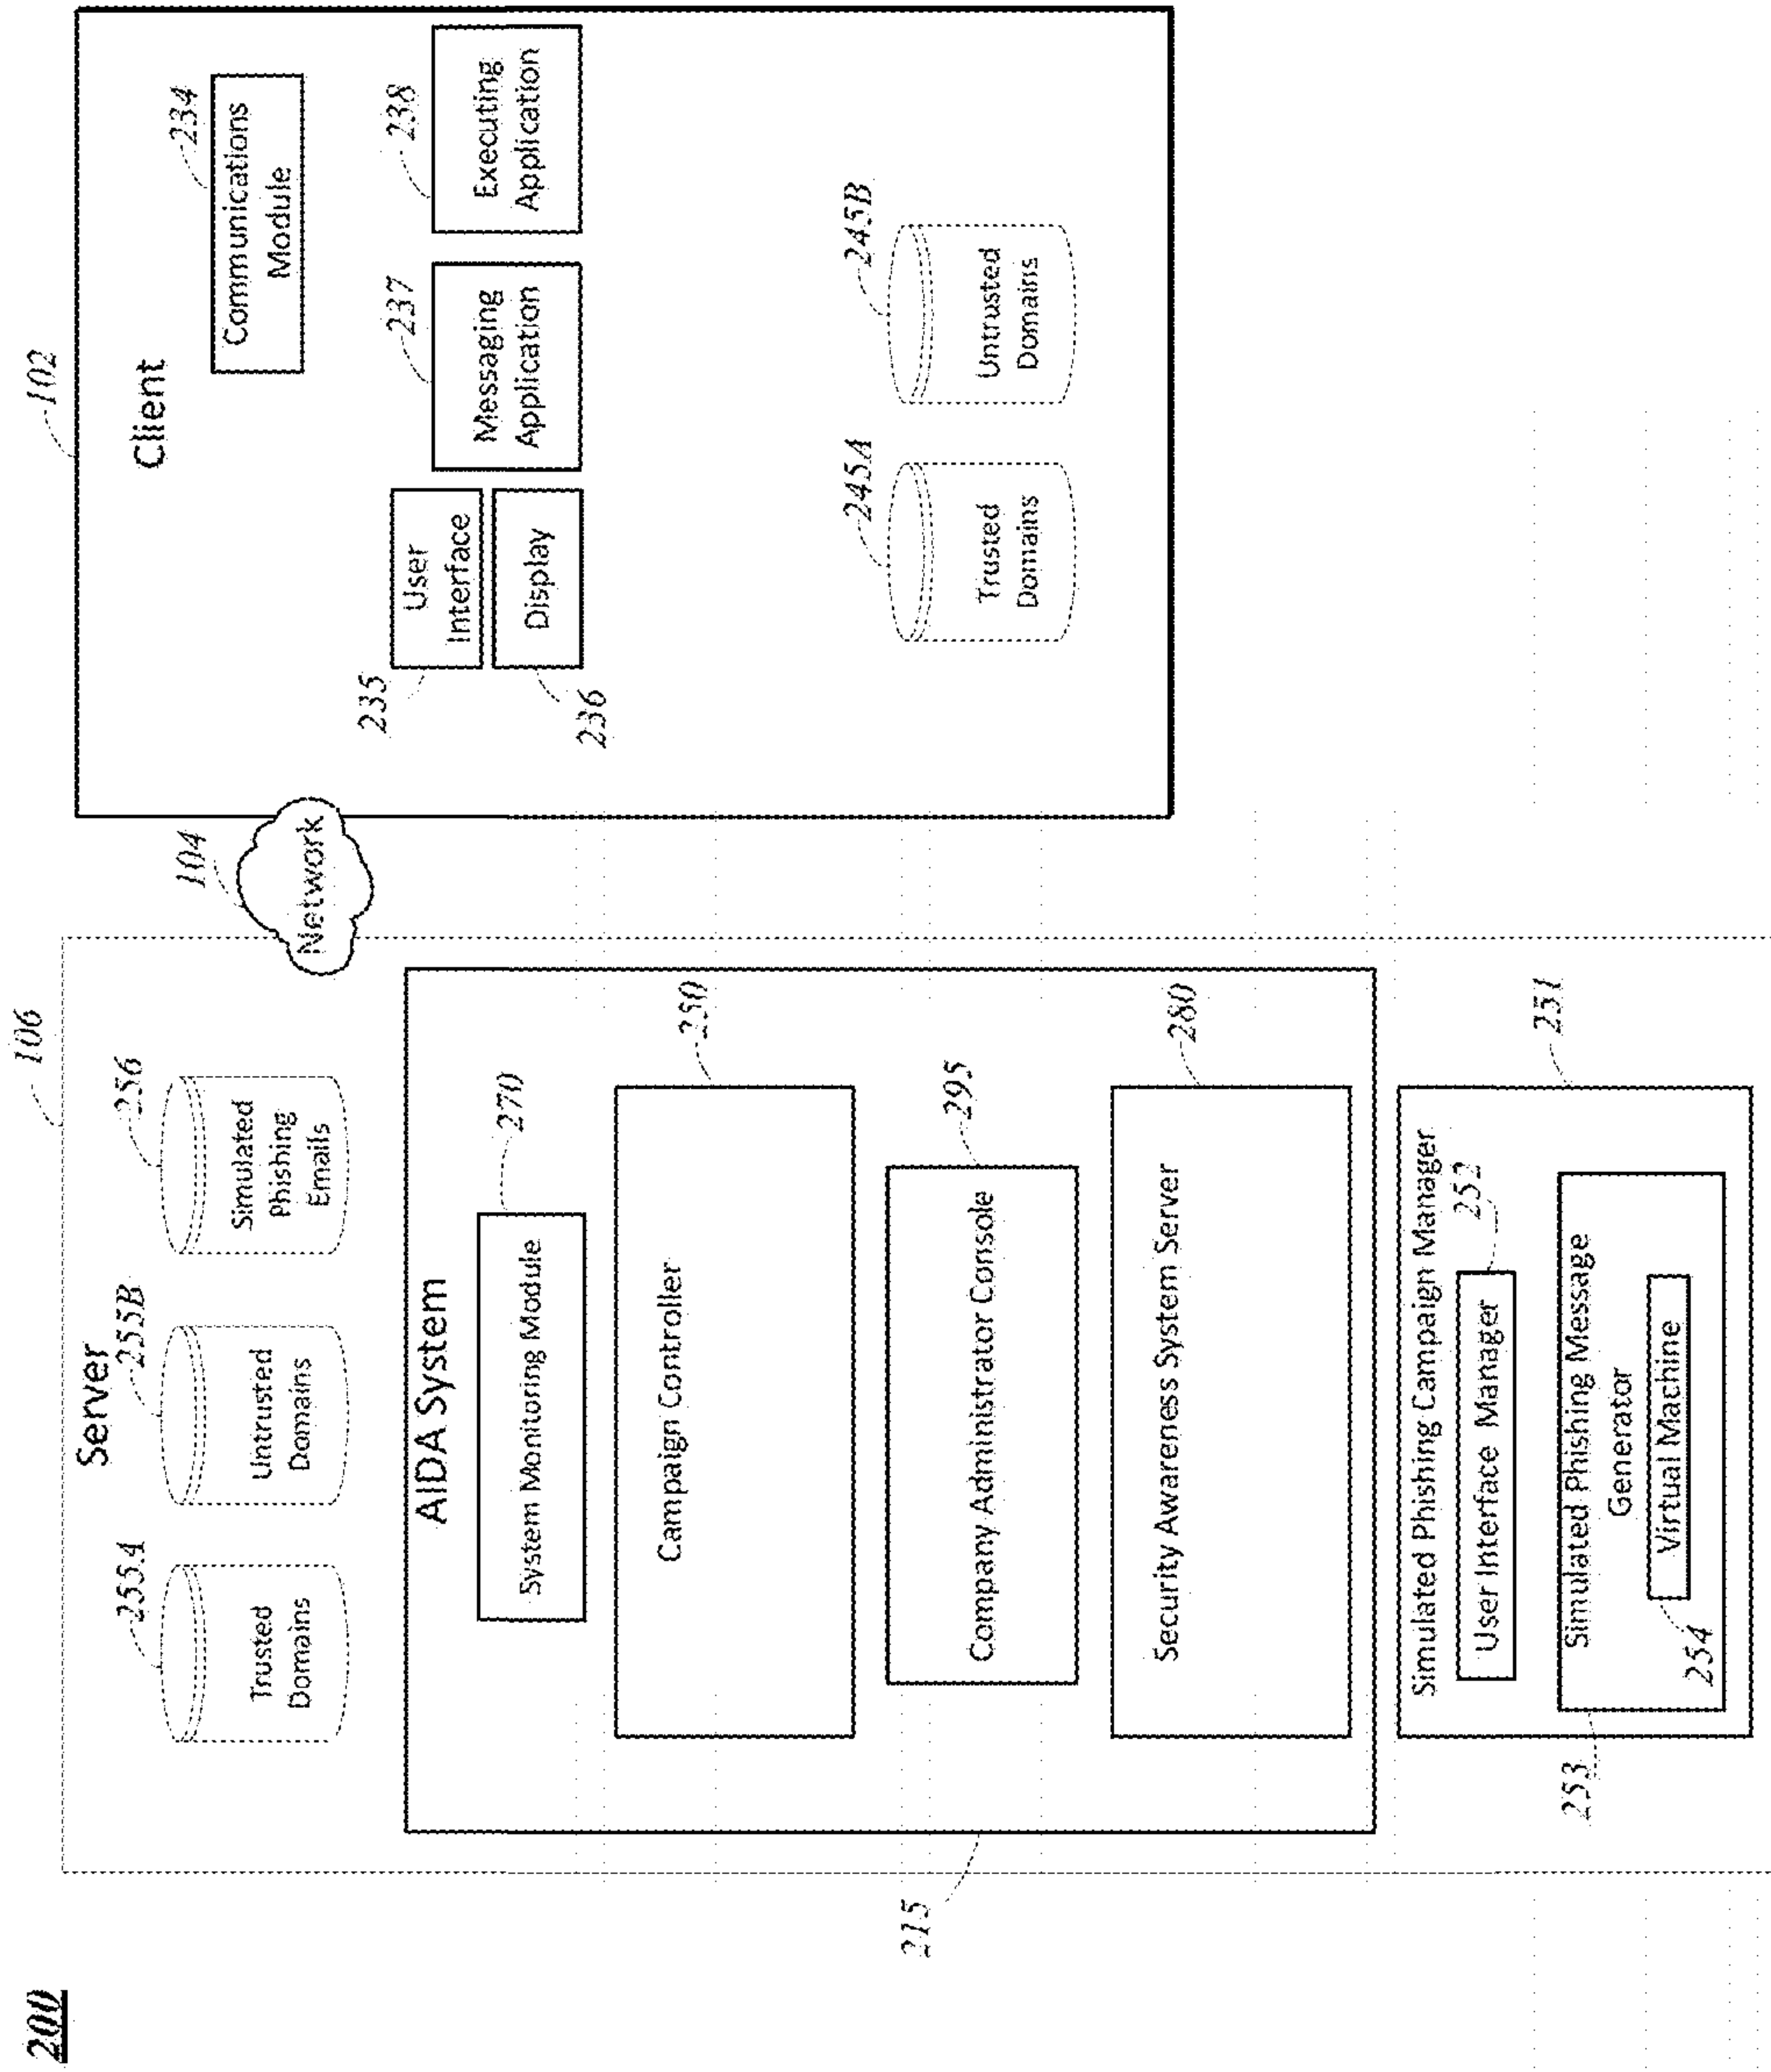 200
106
Server
255A
Trusted
Domains
255B
Untrusted
Domains
256
Simulated
Phishing
Emails
AIDA System
270
System Monitoring Module
250
Campaign Controller
295
Company Administrator Console
280
Security Awareness System Server
215
251
Simulated Phishing Campaign Manager
252
User Interface Manager
253
Simulated Phishing Message
Generator
Virtual Machine
254
104
Network
102
Client
234
Communications
Module
235
User
Interface
Display
236
237
Messaging
Application
238
Executing
Application
245A
Trusted
Domains
245B
Untrusted
Domains